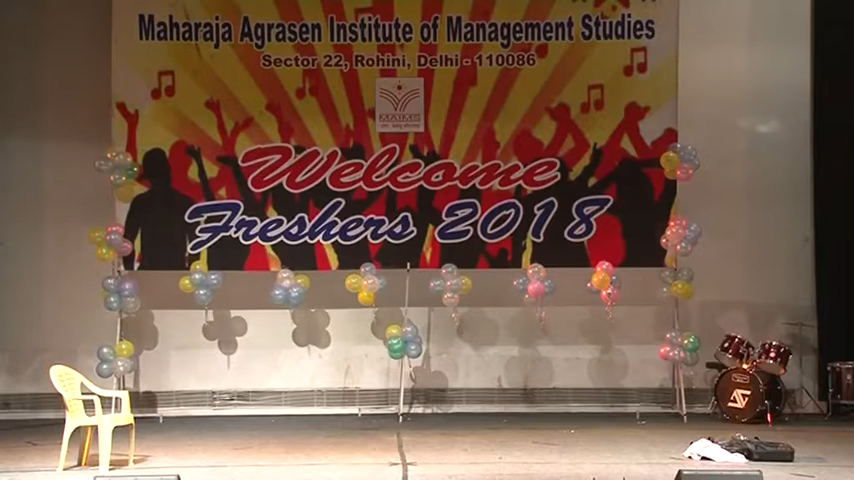 Maharaja Agrasen Institute of Management Studies
Sector 22, Rohini, Delhi - 110086
MAIMS
Welcome
Freshers 2018